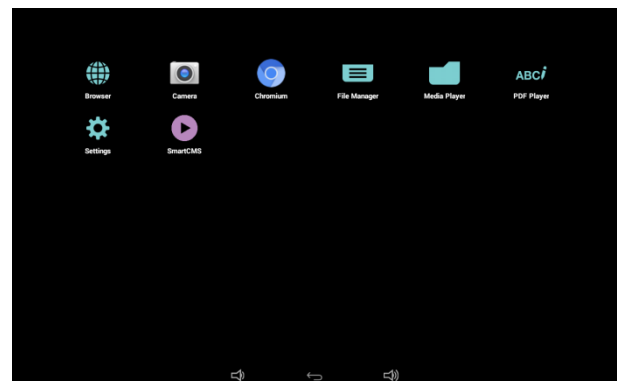 ABCi
Browser Camera Chromium File Manager Media Player PDF Player
Settings SmartCMS